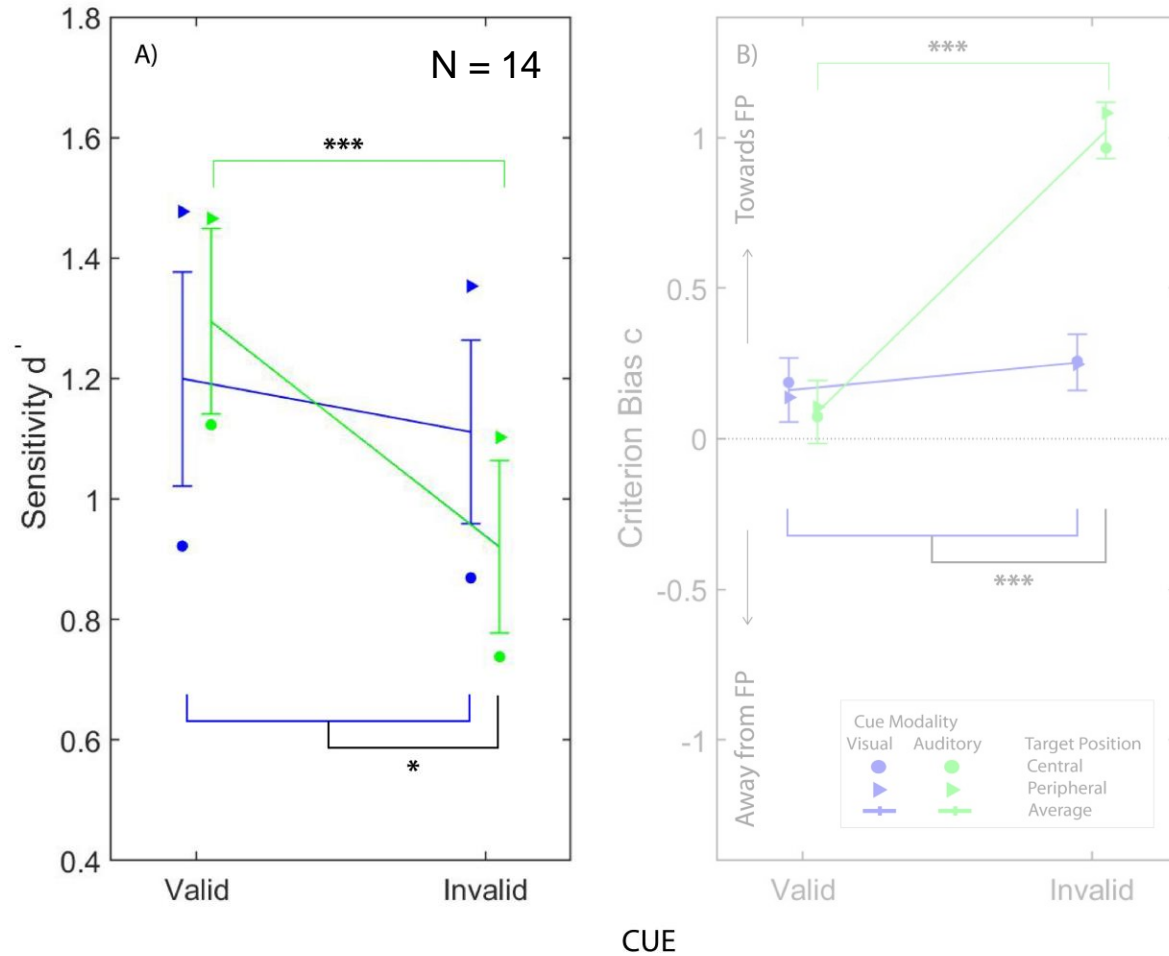 A)
N = 14
***
1.8
1.6
1.4
1.2
1
0.8
0.6
0.4
Sensitivity d '
*
Valid
Invalid
B)
***
Towards FP
1
0.5
0
-0.5
-1
Criterion Bias c
***
Away from FP
Cue Modality
Visual Auditory Target Position
Central
Peripheral
Average
Valid
Invalid
CUE